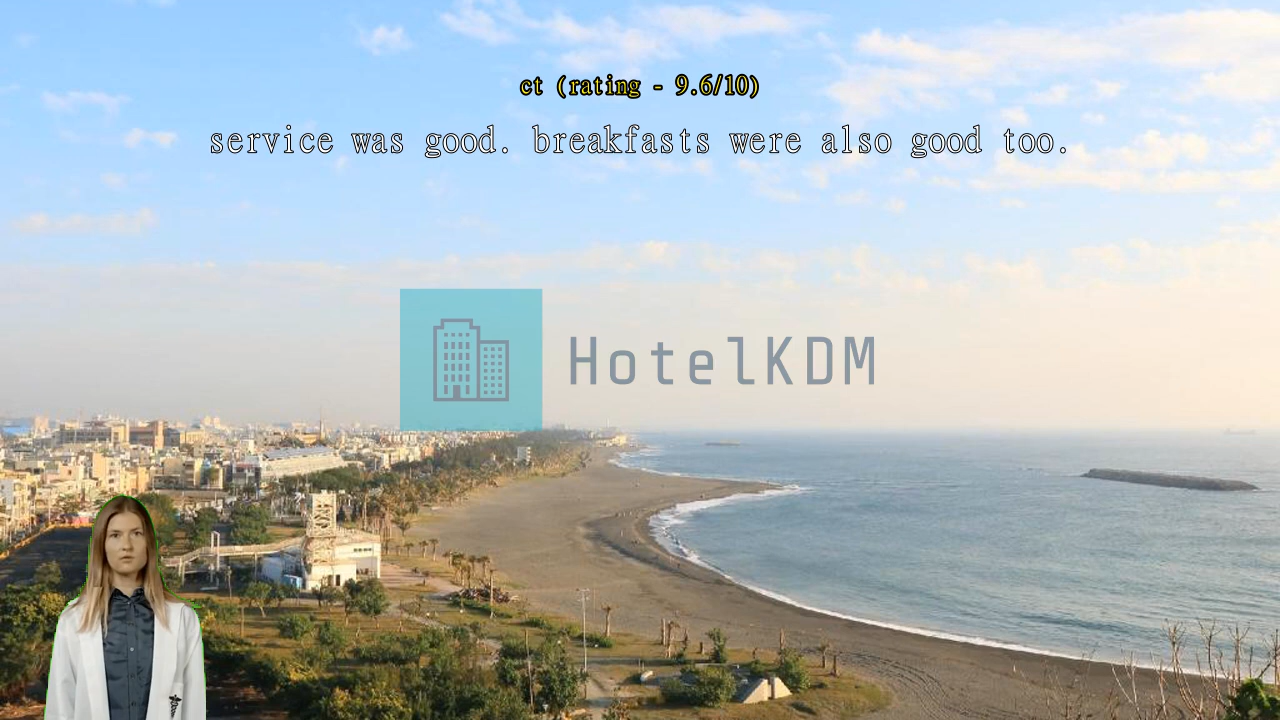 ct (rating - 9.6/10)
service was good. breakfasts were also good too.
HotelKDM